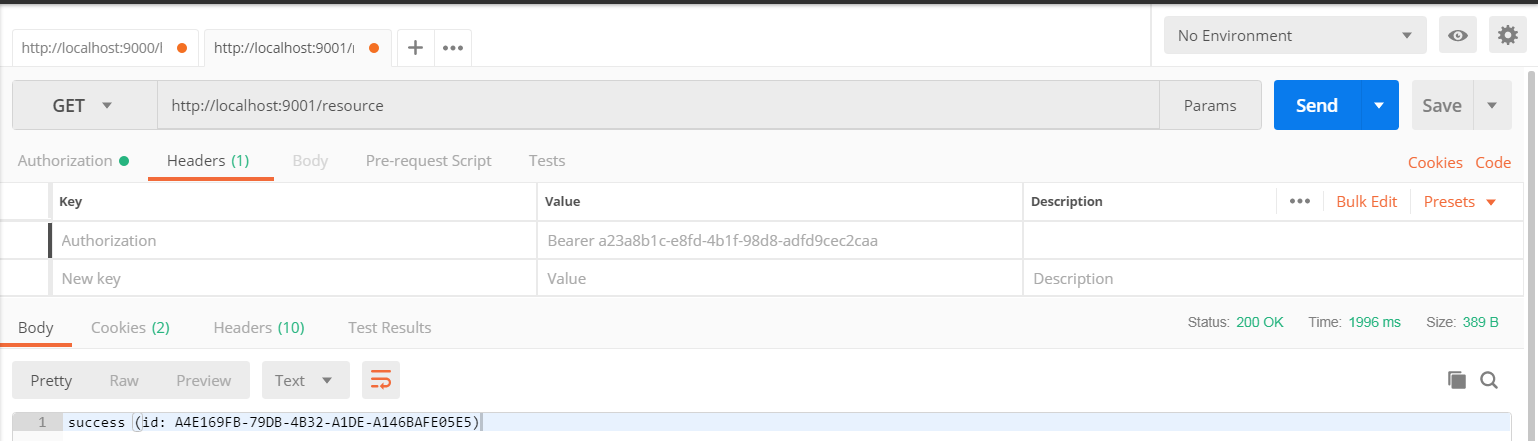 http://localhost:9000/l
http://localhost:9001/r
No Environment
GET
http://localhost:9001/resource
Params
Send
Save
Authorization
Headers (1)
Body
Pre-request Script
Tests
Cookies
Code
Key
Value
Description
Bulk Edit
Presets
Authorization
Bearer a23a8b1c-e8fd-4b1f-98d8-adfd9cec2caa
New key
Value
Description
Body
Cookies (2)
Headers (10)
Test Results
Status: 200 OK
Time: 1996 ms
Size: 389 B
Pretty
Raw
Preview
Text
1 success (id: A4E169FB-79DB-4B32-A1DE-A146BAFE05E5)